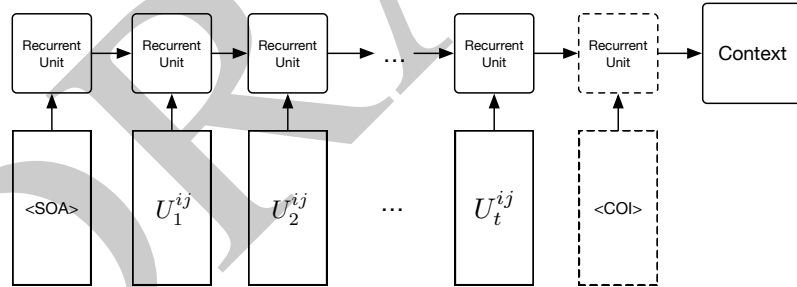 Recurrent Unit
Recurrent Unit
Recurrent Unit
...
Recurrent Unit
Recurrent Unit
Context
<SOA>
U_1^{ij}
U_2^{ij}
...
U_t^{ij}
<COI>